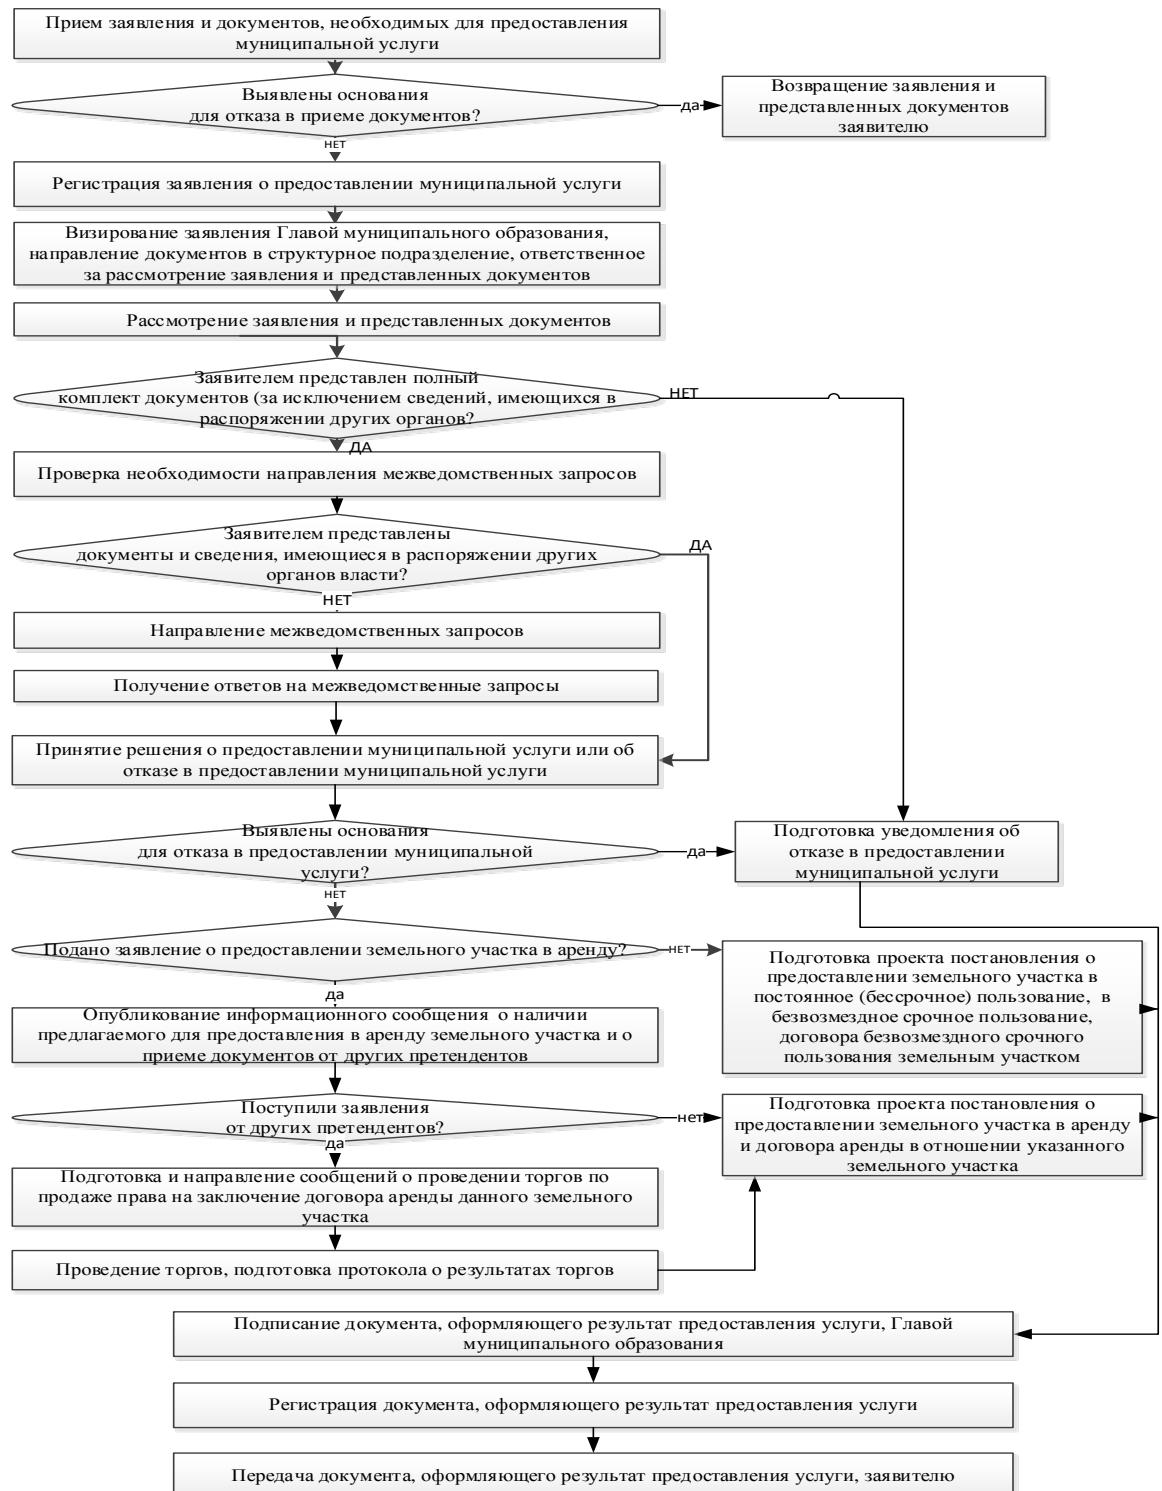 Прием заявления и документов, необходимых для предоставления
муниципальной услуги
Выявлены основания
для отказа в приеме документов?
да
Возвращение заявления и
представленных документов
заявителю
НЕТ
Регистрация заявления о предоставлении муниципальной услуги
Визирование заявления Главой муниципального образования,
направление документов в структурное подразделение, ответственное
за рассмотрение заявления и представленных документов
Рассмотрение заявления и представленных документов
Заявителем представлен полный
комплект документов (за исключением сведений, имеющихся в
распоряжении других органов?
НЕТ
ДА
Проверка необходимости направления межведомственных запросов
Заявителем представлены
документы и сведения, имеющиеся в распоряжении других
органов власти?
ДА
НЕТ
Направление межведомственных запросов
Получение ответов на межведомственные запросы
Принятие решения о предоставлении муниципальной услуги или об
отказе в предоставлении муниципальной услуги
Выявлены основания
для отказа в предоставлении муниципальной
услуги?
да
Подготовка уведомления об
отказе в предоставлении
муниципальной услуги
НЕТ
Подано заявление о предоставлении земельного участка в аренду?
НЕТ
Подготовка проекта постановления о
предоставлении земельного участка в
постоянное (бессрочное) пользование, в
безвозмездное срочное пользование,
договора безвозмездного срочного
пользования земельным участком
да
Опубликование информационного сообщения о наличии
предлагаемого для предоставления в аренду земельного участка и о
приеме документов от других претендентов
Поступили заявления
от других претендентов?
нет
Подготовка проекта постановления о
предоставлении земельного участка в аренду
и договора аренды в отношении указанного
земельного участка
да
Подготовка и направление сообщений о проведении торгов по
продаже права на заключение договора аренды данного земельного
участка
Проведение торгов, подготовка протокола о результатах торгов
Подписание документа, оформляющего результат предоставления услуги, Главой
муниципального образования
Регистрация документа, оформляющего результат предоставления услуги
Передача документа, оформляющего результат предоставления услуги, заявителю